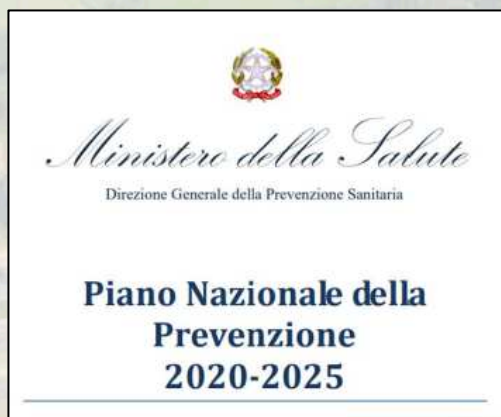 Ministero della Salute
Direzione Generale della Prevenzione Sanitaria
Piano Nazionale della
Prevenzione
2020-2025